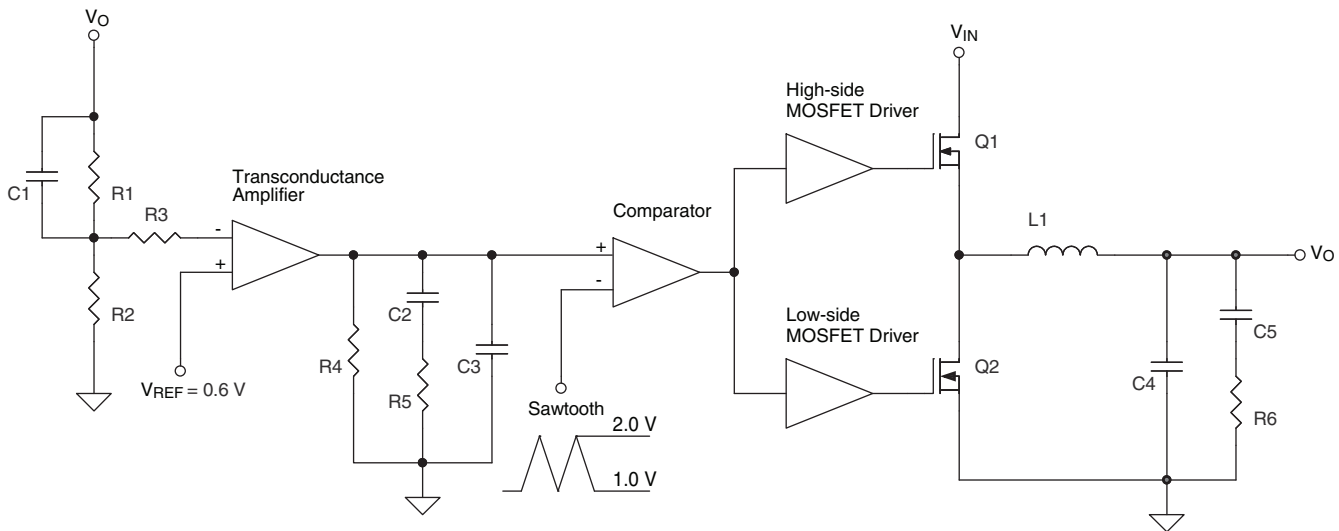 VO
VIN
High-side
MOSFET Driver
Q1
C1
R1
Transconductance
Amplifier
R3
-
+
Comparator
+
-
L1
VO
R2
C2
C3
R4
R5
VREF = 0.6 V
Sawtooth
2.0 V
1.0 V
Low-side
MOSFET Driver
Q2
C4
C5
R6